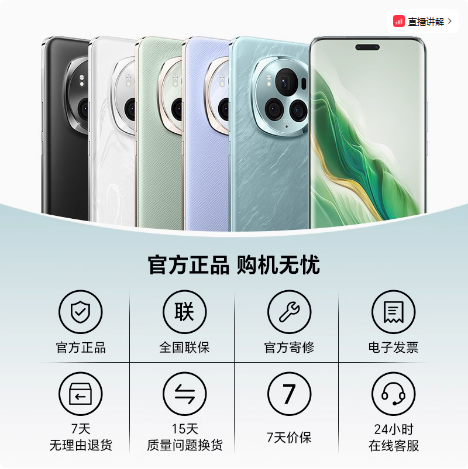 直播讲解
官方正品 购机无忧
联
官方正品
全国联保
官方寄修
电子发票
7
7天
无理由退货
15天
质量问题换货
7天价保
24小时
在线客服